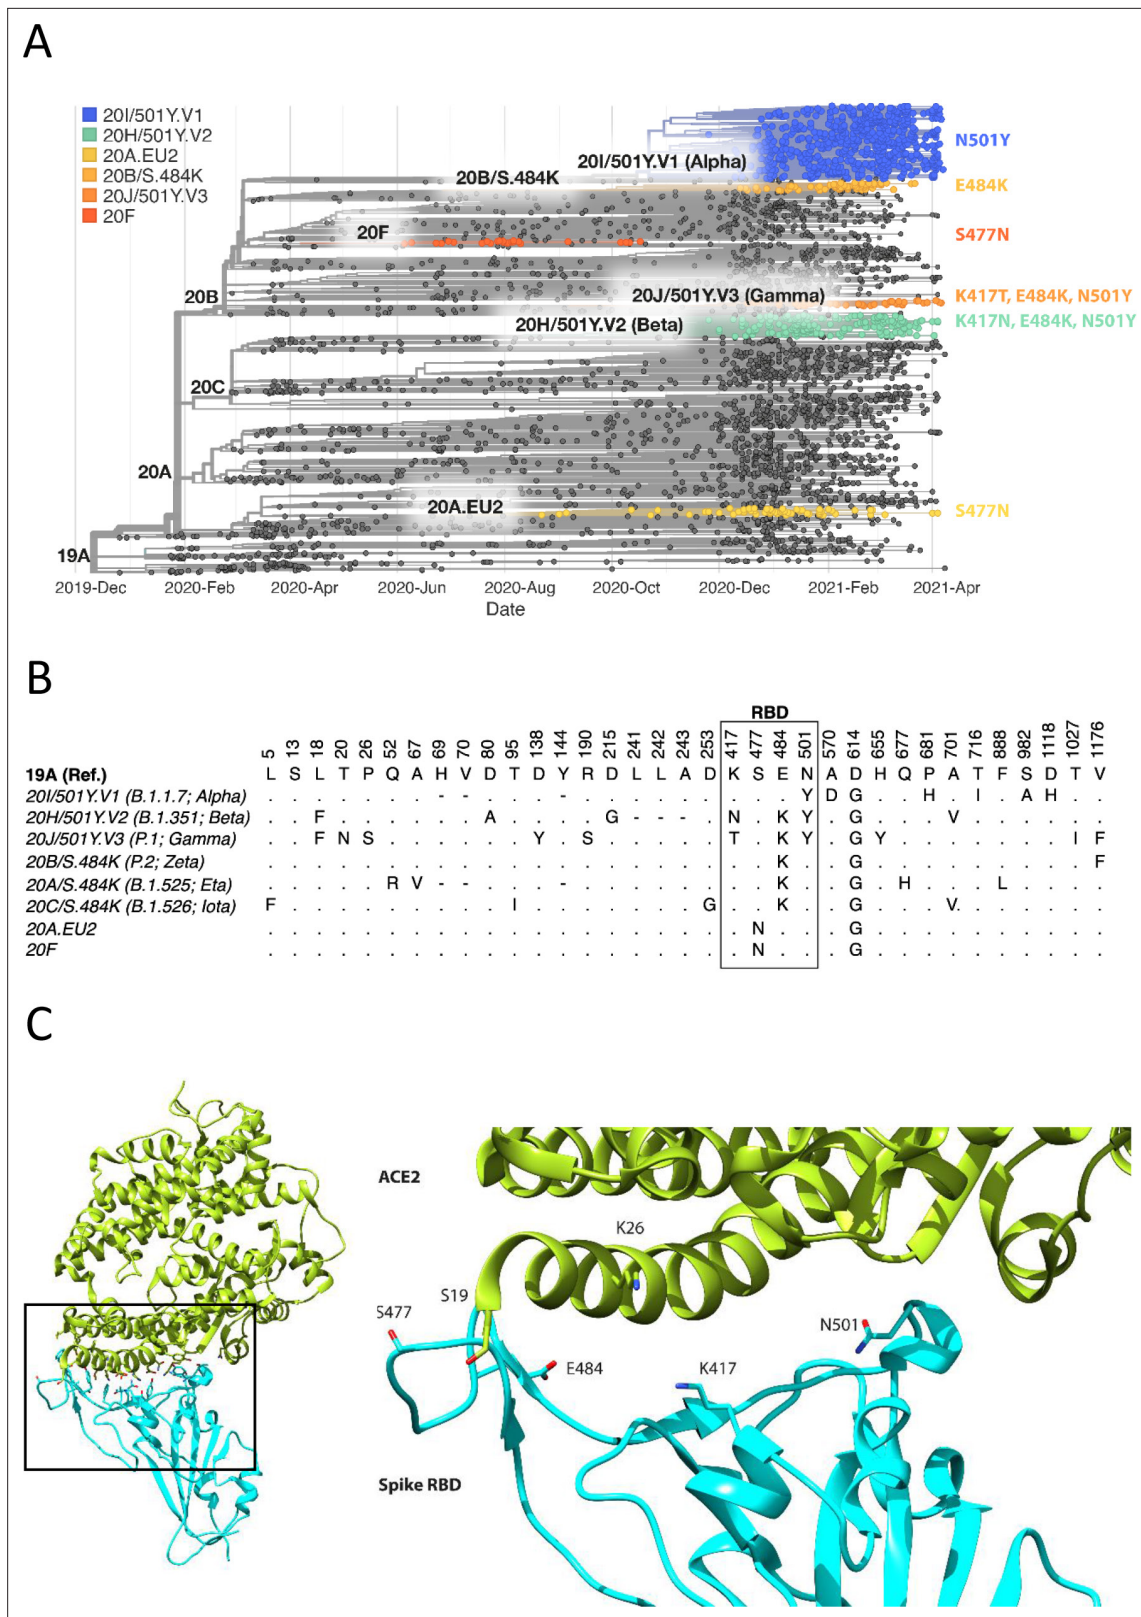 A
20I/501Y.V1
20H/501Y.V2
20A.EU2
20B/S.484K
20J/501Y.V3
20F
20I/501Y.V1 (Alpha)
20B/S.484K
20F
20B
20J/501Y.V3 (Gamma)
20H/501Y.V2 (Beta)
20C
20A
20A.EU2
19A
N501Y
E484K
S477N
K417T, E484K, N501Y
K417N, E484K, N501Y
S477N
2019-Dec 2020-Feb 2020-Apr 2020-Jun 2020-Aug 2020-Oct 2020-Dec 2021-Feb 2021-Apr
Date
B
RBD
5 13 18 20 26 52 67 69 70 80 95 138 144 190 215 241 242 243 253 417 477 484 501 570 614 655 677 681 701 716 888 982 1118 1027 1176
19A (Ref.) L S L T P Q A H V D T D Y R D L L A D K S E N A D H Q P A T F S D T V
20I/501Y.V1 (B.1.1.7; Alpha) . . . . . . . - - . . . - . . . . . . . . . Y D G . . H . I . A H . .
20H/501Y.V2 (B.1.351; Beta) . . F . . . . . . A . . . . G - - - . N . K Y . G . . . V . . . . . .
20J/501Y.V3 (P.1; Gamma) . . F N S . . . . . . Y . S . . . . . T . K Y . G Y . . . . . . . I F
20B/S.484K (P.2; Zeta) . . . . . . . . . . . . . . . . . . . . . K . . G . . . . . . . . . F
20A/S.484K (B.1.525; Eta) . . . . . R V - - . . . - . . . . . . . . K . . G . H . . . L . . . .
20C/S.484K (B.1.526; Iota) F . . . . . . . . . I . . . . . . . G . . K . . G . . . V . . . . . .
20A.EU2 . . . . . . . . . . . . . . . . . . . . N . . . G . . . . . . . . . .
20F . . . . . . . . . . . . . . . . . . . . N . . . G . . . . . . . . . .
C
ACE2
K26
S19
S477
N501
E484
K417
Spike RBD